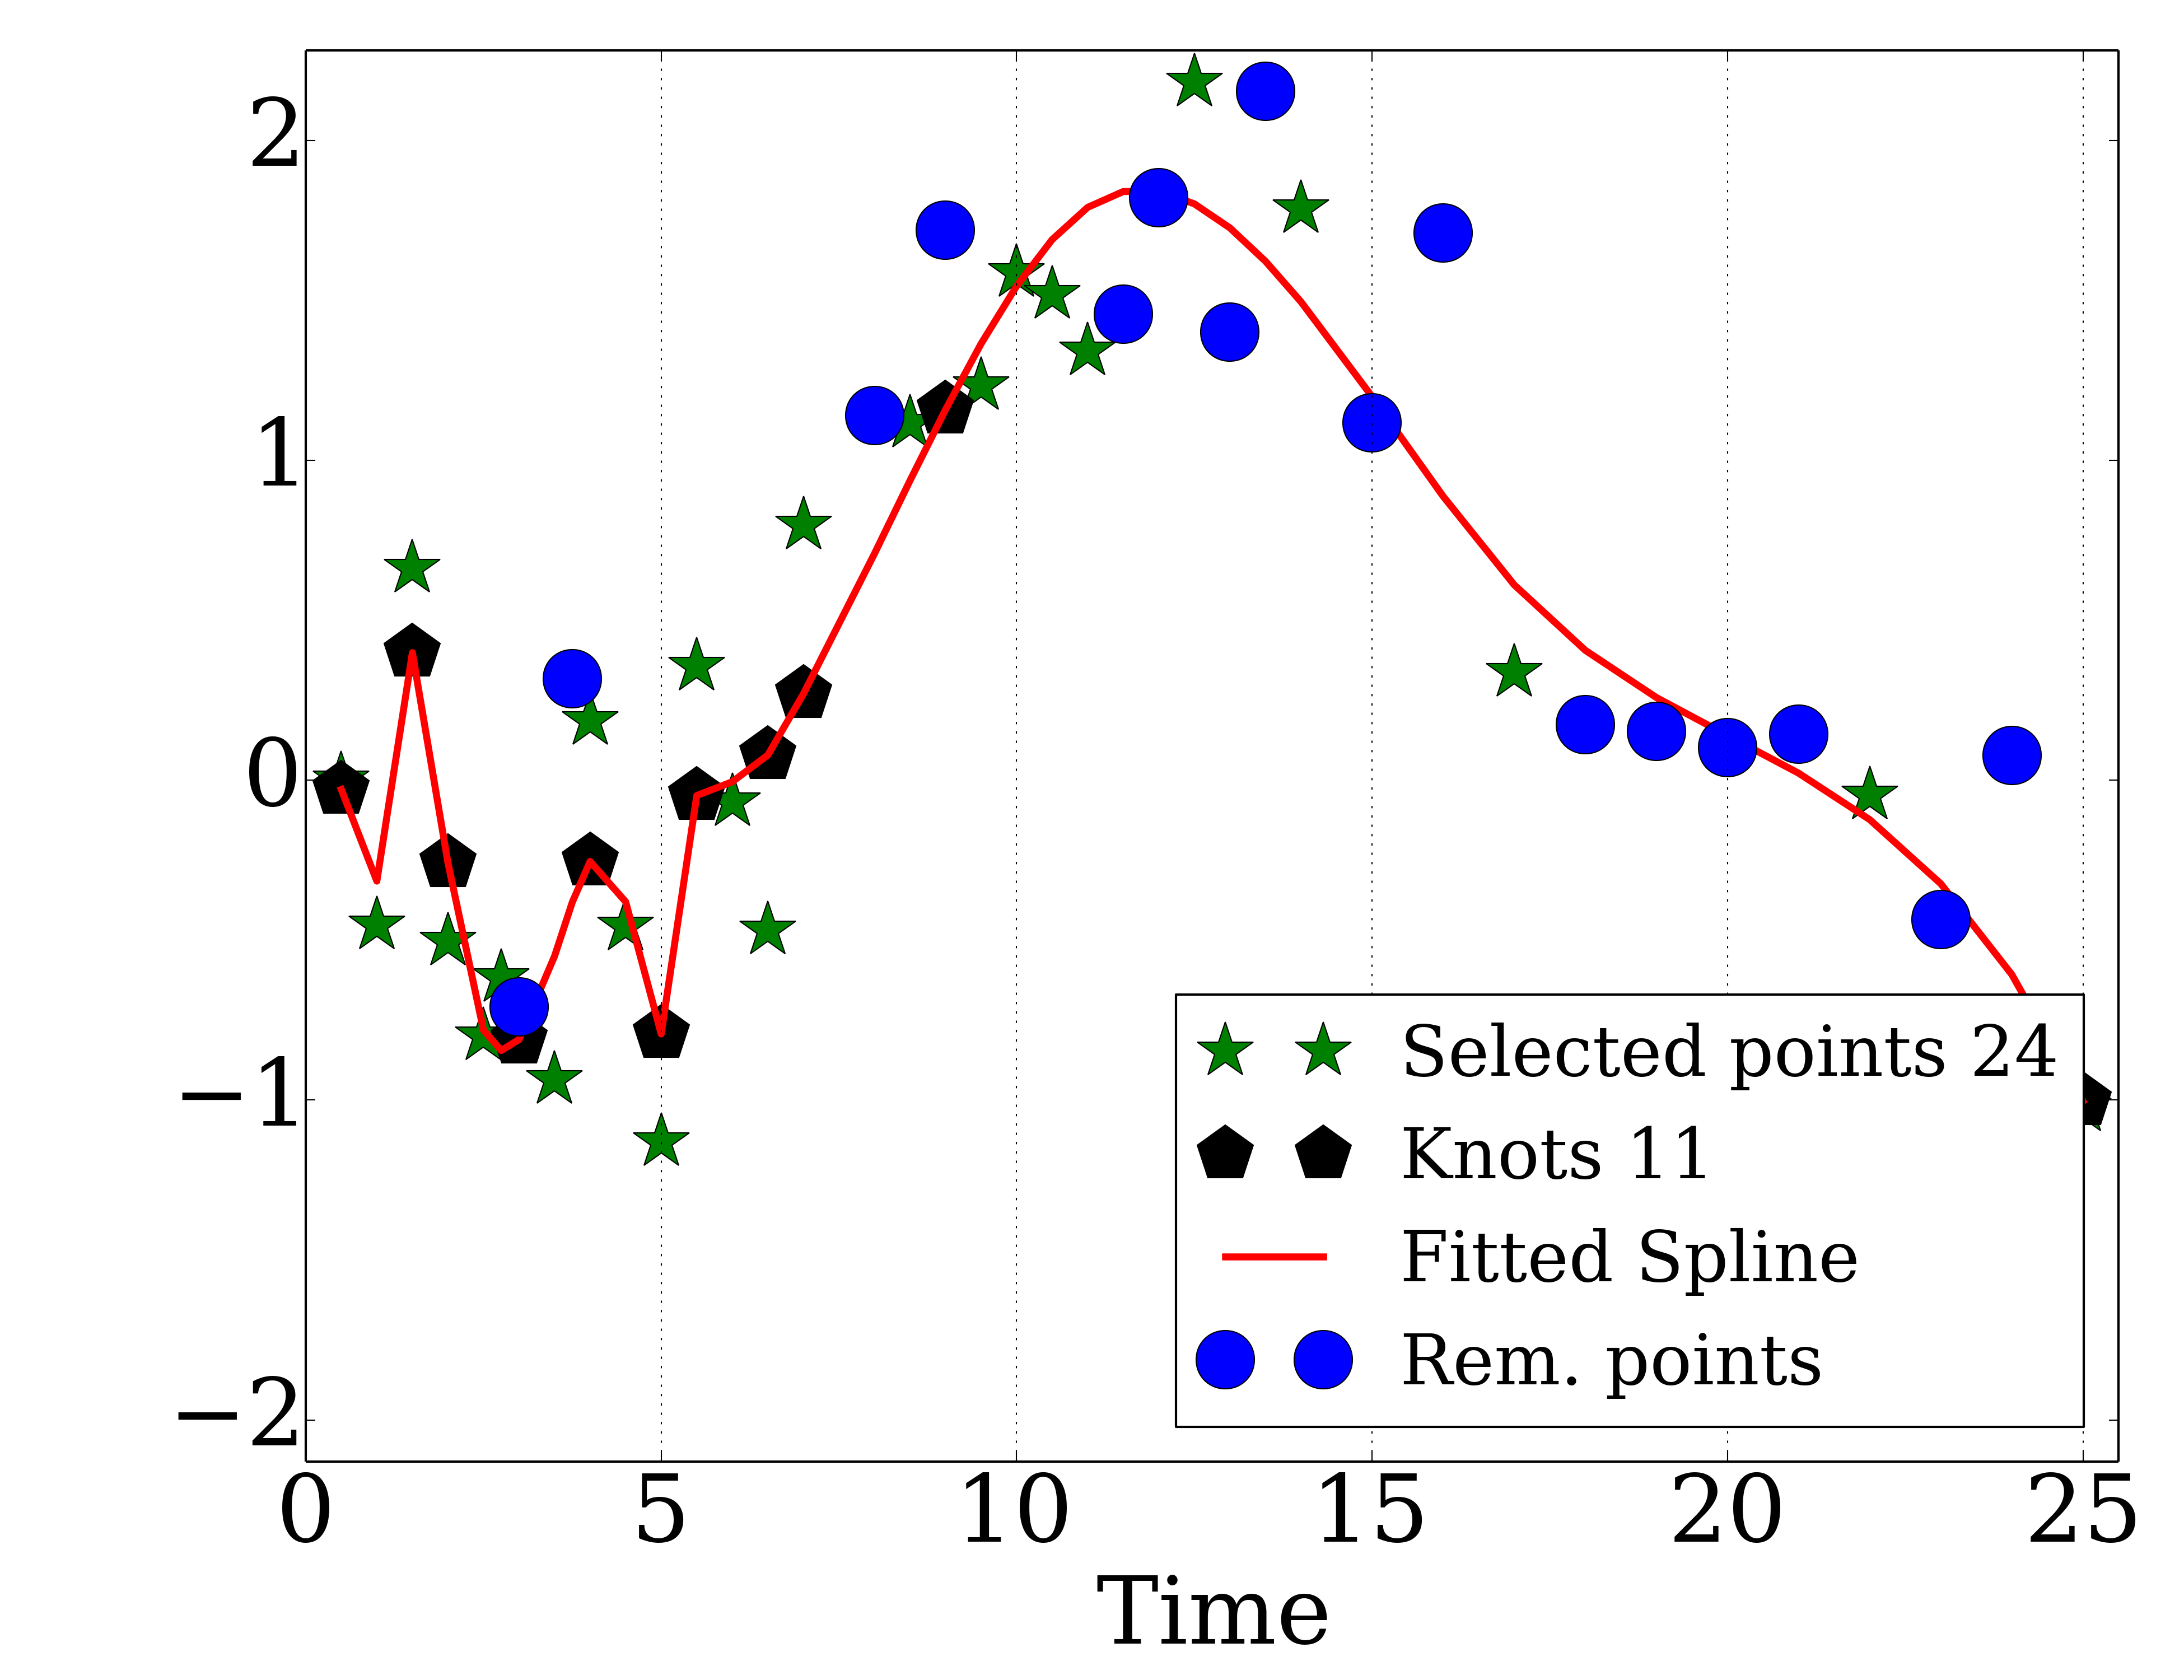 2
1
0
−1
−2
0 5 10 15 20 25
Time
Selected points 24
Knots 11
Fitted Spline
Rem. points